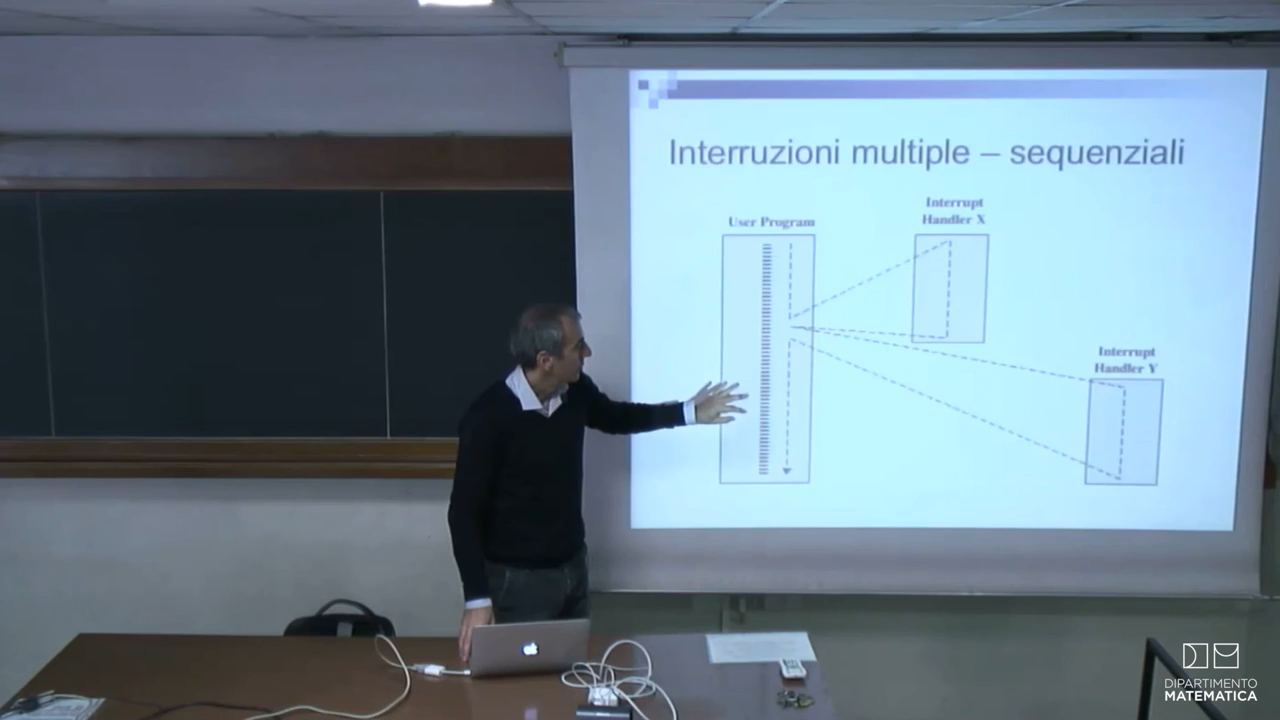 Interruzioni multiple – sequenziali
Interrupt
Handler X
User Program
Interrupt
Handler Y
DIPARTIMENTO
MATEMATICA